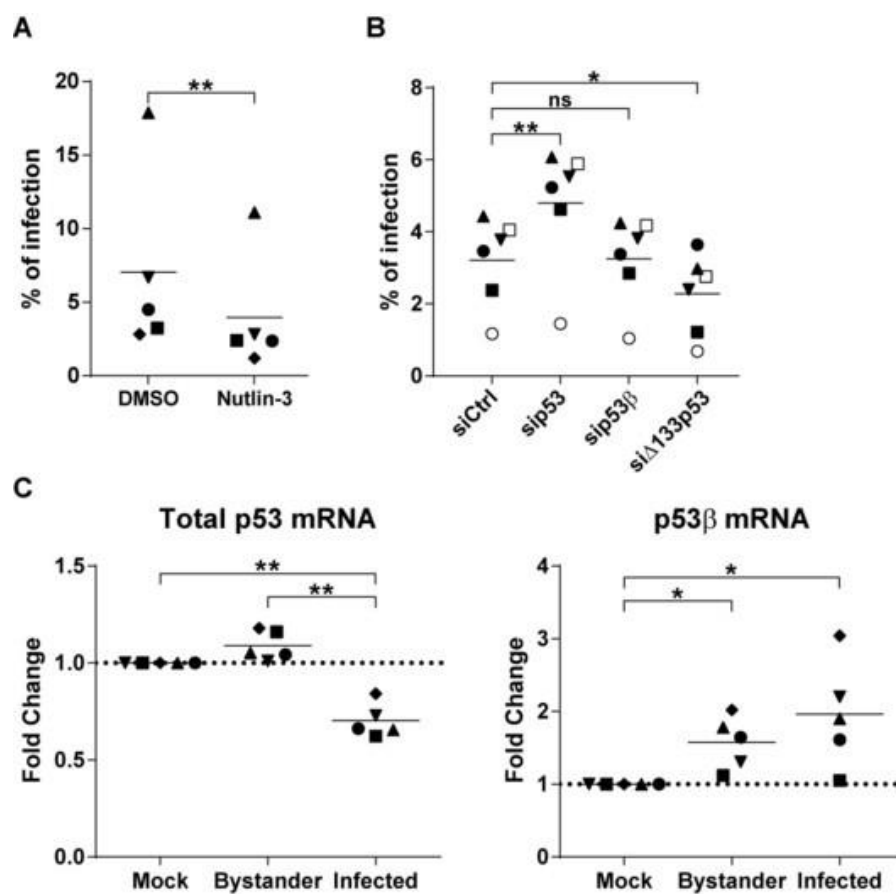 A
B
**
20
15
10
5
0
% of infection
DMSO Nutlin-3
*
ns
**
8
6
4
2
0
% of infection
siCtrl
sip53
sip53β
siΔ133p53
C
Total p53 mRNA
**
**
1.5
1.0
0.5
0.0
Fold Change
Mock Bystander Infected
p53β mRNA
*
*
4
3
2
1
0
Fold Change
Mock Bystander Infected